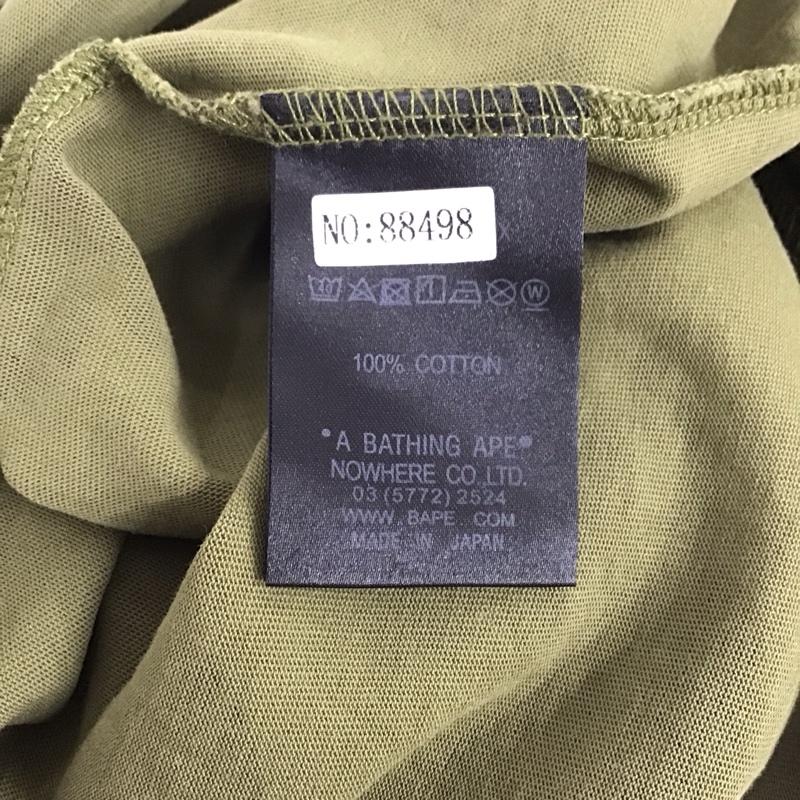 NO:88498
W
100% COTTON
"A BATHING APE"
NOWHERE CO.LTD.
03(5772)2524
WWW.BAPE.COM
MADE IN JAPAN